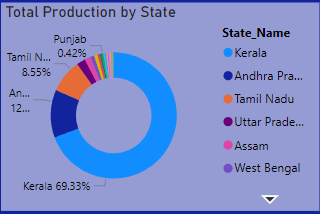 Total Production by State
Punjab
0.42%
Tamil N...
8.55%
An...
12...
Kerala 69.33%
State_Name
Kerala
Andhra Pra...
Tamil Nadu
Uttar Prade...
Assam
West Bengal